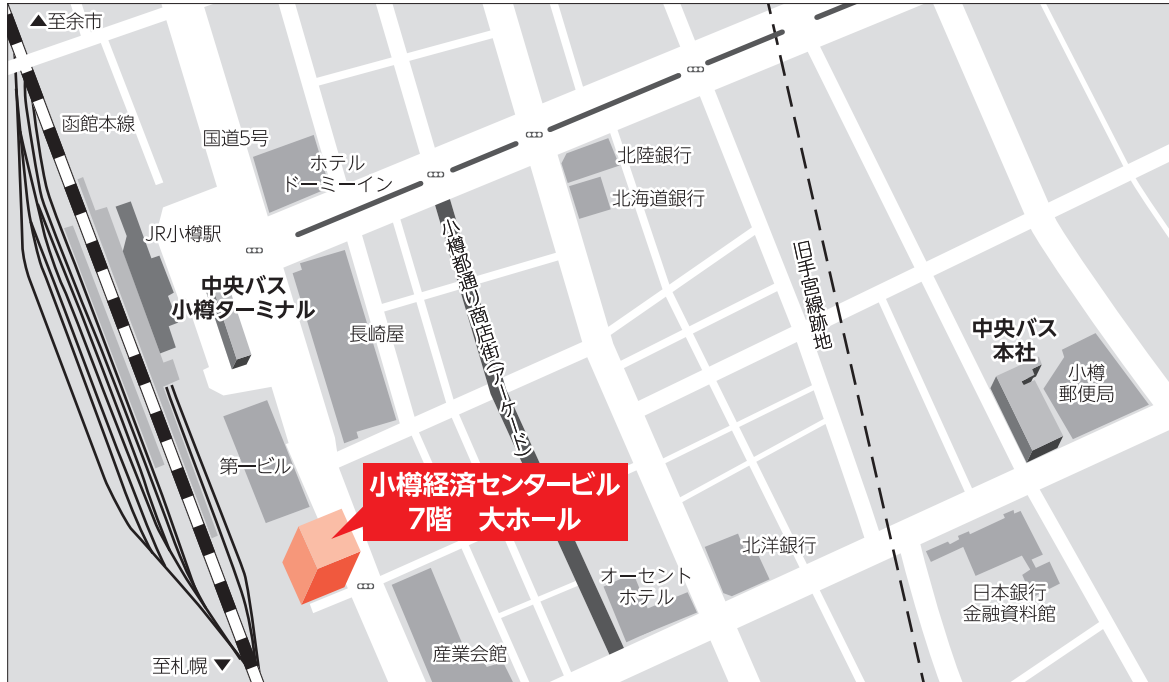 ▲至余市
函館本線
国道5号
ホテル
ドーミーイン
北陸銀行
北海道銀行
JR小樽駅
中央バス
小樽ターミナル
長崎屋
小樽都通り商店街(アーケード)
旧手宮線跡地
中央バス
本社
小樽
郵便局
第一ビル
小樽経済センタービル
7階　大ホール
北洋銀行
オーセント
ホテル
日本銀行
金融資料館
産業会館
至札幌▼